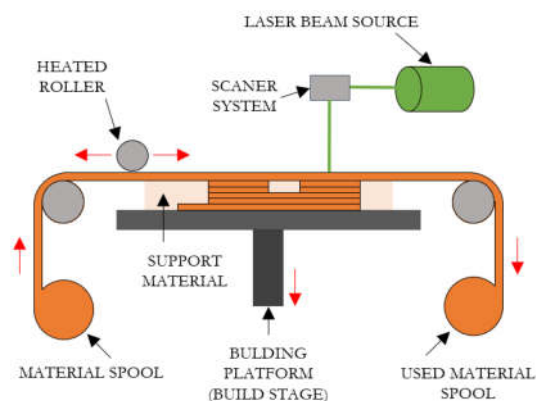 LASER BEAM SOURCE
HEATED
ROLLER
SCANER
SYSTEM
SUPPORT
MATERIAL
MATERIAL SPOOL
BULDING
PLATFORM
(BUILD STAGE)
USED MATERIAL
SPOOL